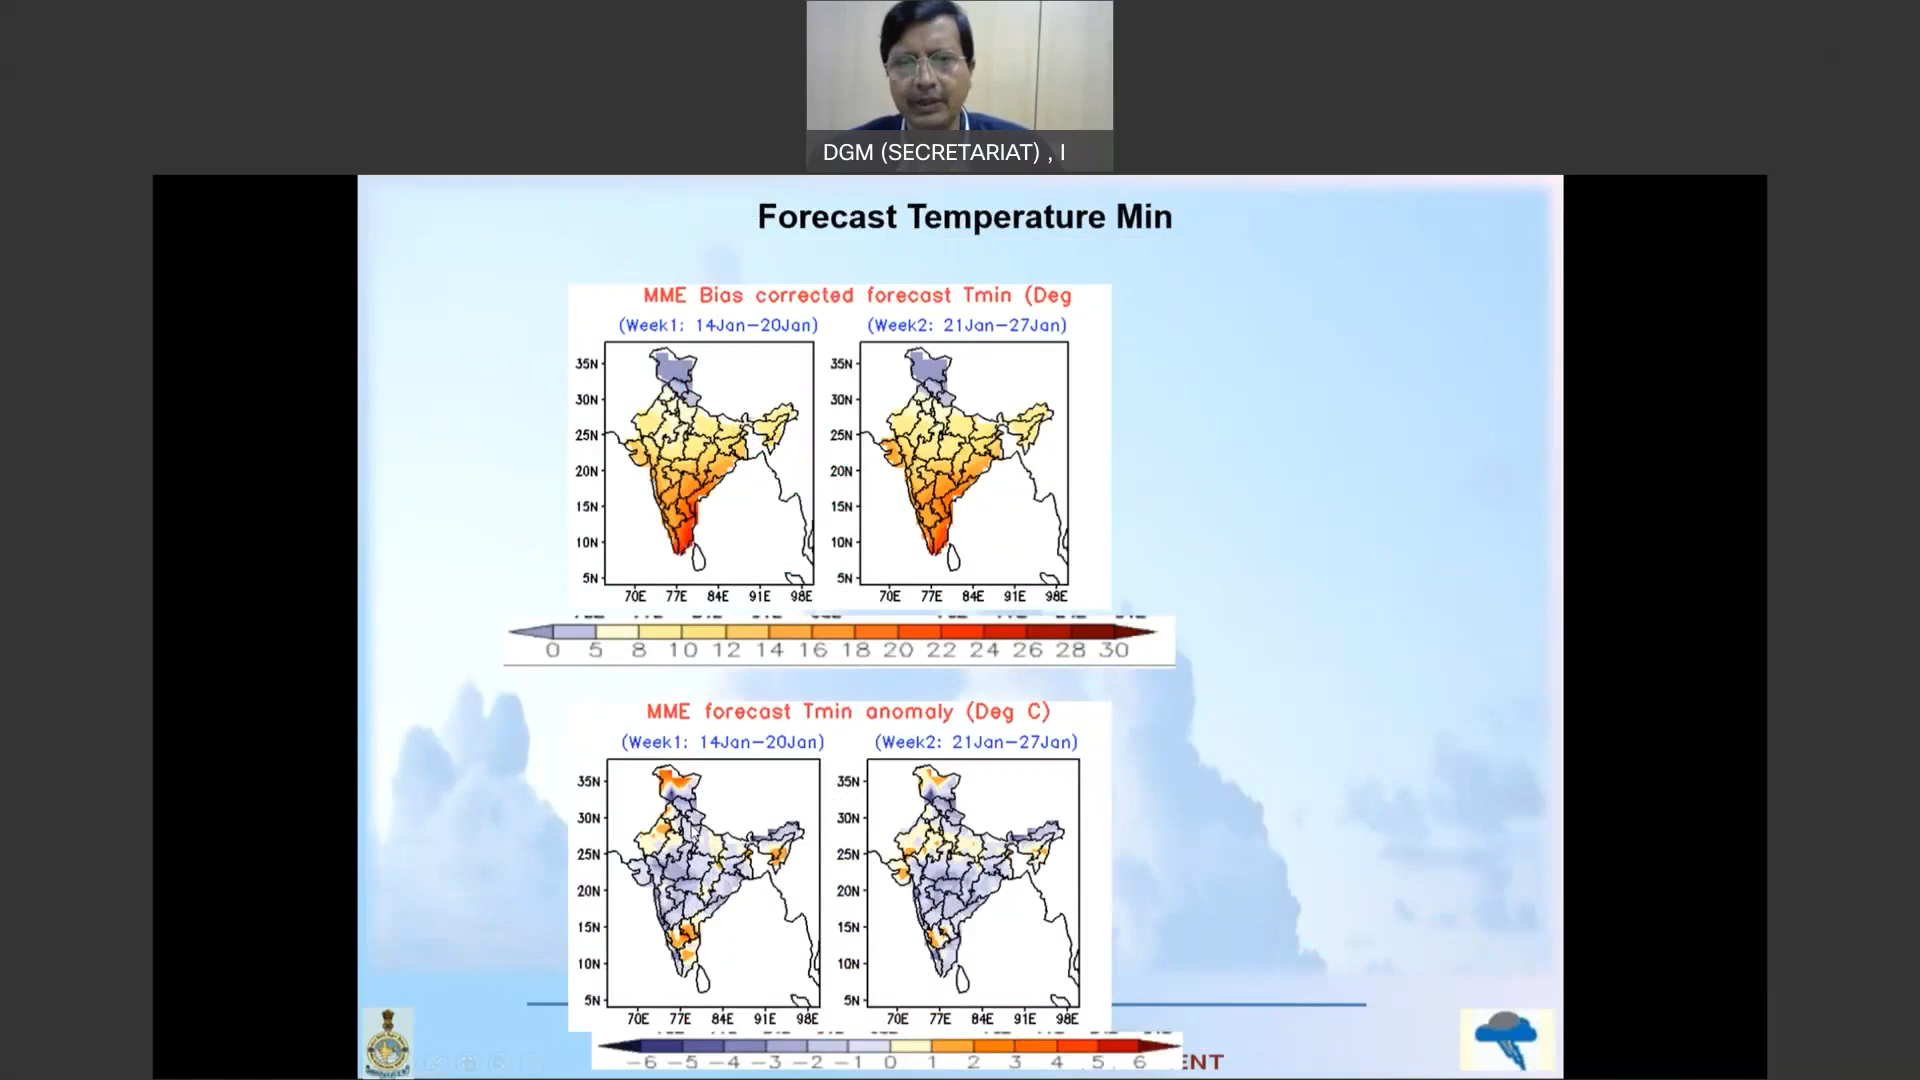 DGM (SECRETARIAT) , I
Forecast Temperature Min
MME Bias corrected forecast Tmin (Deg
(Week1: 14Jan–20Jan) (Week2: 21Jan–27Jan)
35N 35N
30N 30N
25N 25N
20N 20N
15N 15N
10N 10N
5N 5N
70E 77E 84E 91E 98E 70E 77E 84E 91E 98E
0 5 8 10 12 14 16 18 20 22 24 26 28 30
MME forecast Tmin anomaly (Deg C)
(Week1: 14Jan–20Jan) (Week2: 21Jan–27Jan)
35N 35N
30N 30N
25N 25N
20N 20N
15N 15N
10N 10N
5N 5N
70E 77E 84E 91E 98E 70E 77E 84E 91E 98E
−6 −5 −4 −3 −2 −1 0 1 2 3 4 5 6 ENT